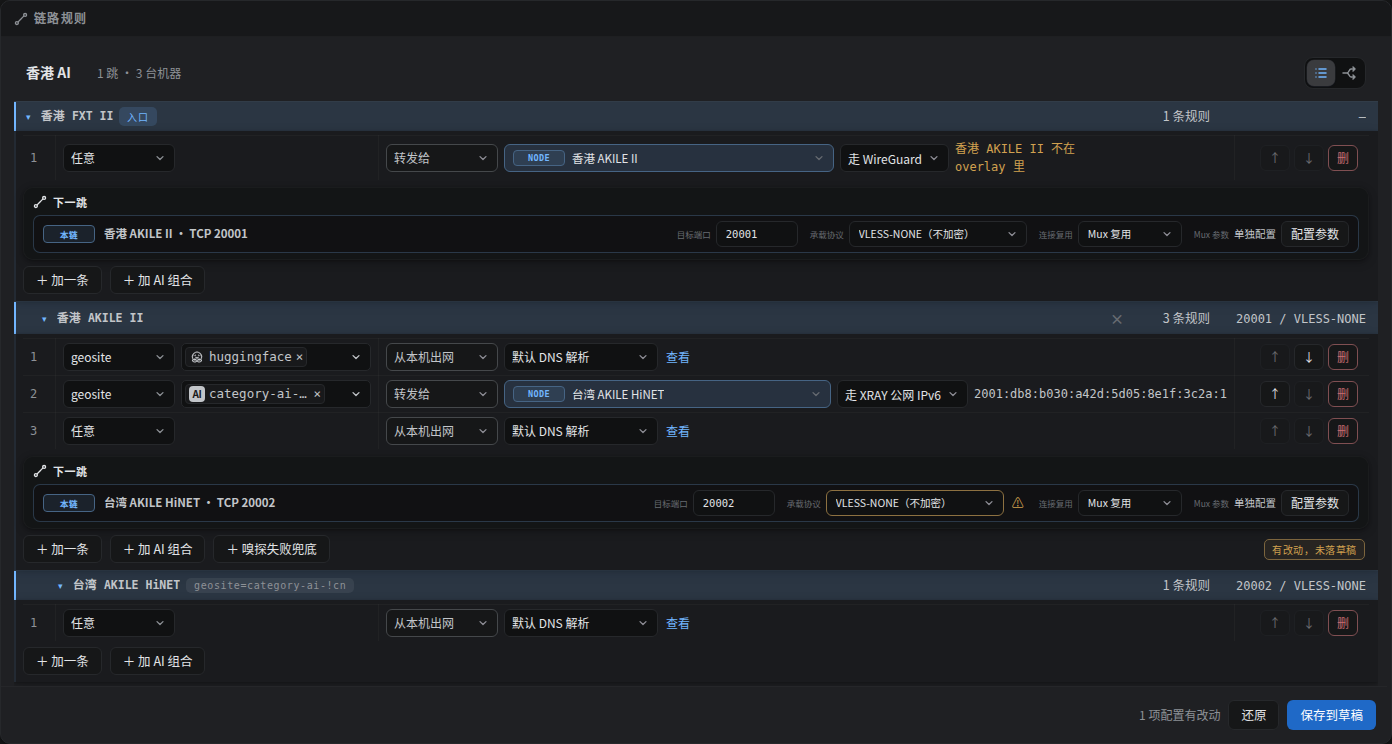 链路规则
香港 AI 1 跳 · 3 台机器
▾ 香港 FXT II 入口 1 条规则 —
1 任意 转发给 NODE 香港 AKILE II 走 WireGuard 香港 AKILE II 不在
overlay 里 ↑ ↓ 删
下一跳
本链 香港 AKILE II · TCP 20001 目标端口 20001 承载协议 VLESS-NONE（不加密） 连接复用 Mux 复用 Mux 参数 单独配置 配置参数
＋ 加一条 ＋ 加 AI 组合
▾ 香港 AKILE II × 3 条规则 20001 / VLESS-NONE
1 geosite huggingface × 从本机出网 默认 DNS 解析 查看 ↑ ↓ 删
2 geosite AI category-ai-… × 转发给 NODE 台湾 AKILE HiNET 走 XRAY 公网 IPv6 2001:db8:b030:a42d:5d05:8e1f:3c2a:1 ↑ ↓ 删
3 任意 从本机出网 默认 DNS 解析 查看 ↑ ↓ 删
下一跳
本链 台湾 AKILE HiNET · TCP 20002 目标端口 20002 承载协议 VLESS-NONE（不加密） 连接复用 Mux 复用 Mux 参数 单独配置 配置参数
＋ 加一条 ＋ 加 AI 组合 ＋ 嗅探失败兜底 有改动，未落草稿
▾ 台湾 AKILE HiNET geosite=category-ai-!cn 1 条规则 20002 / VLESS-NONE
1 任意 从本机出网 默认 DNS 解析 查看 ↑ ↓ 删
＋ 加一条 ＋ 加 AI 组合
1 项配置有改动 还原 保存到草稿